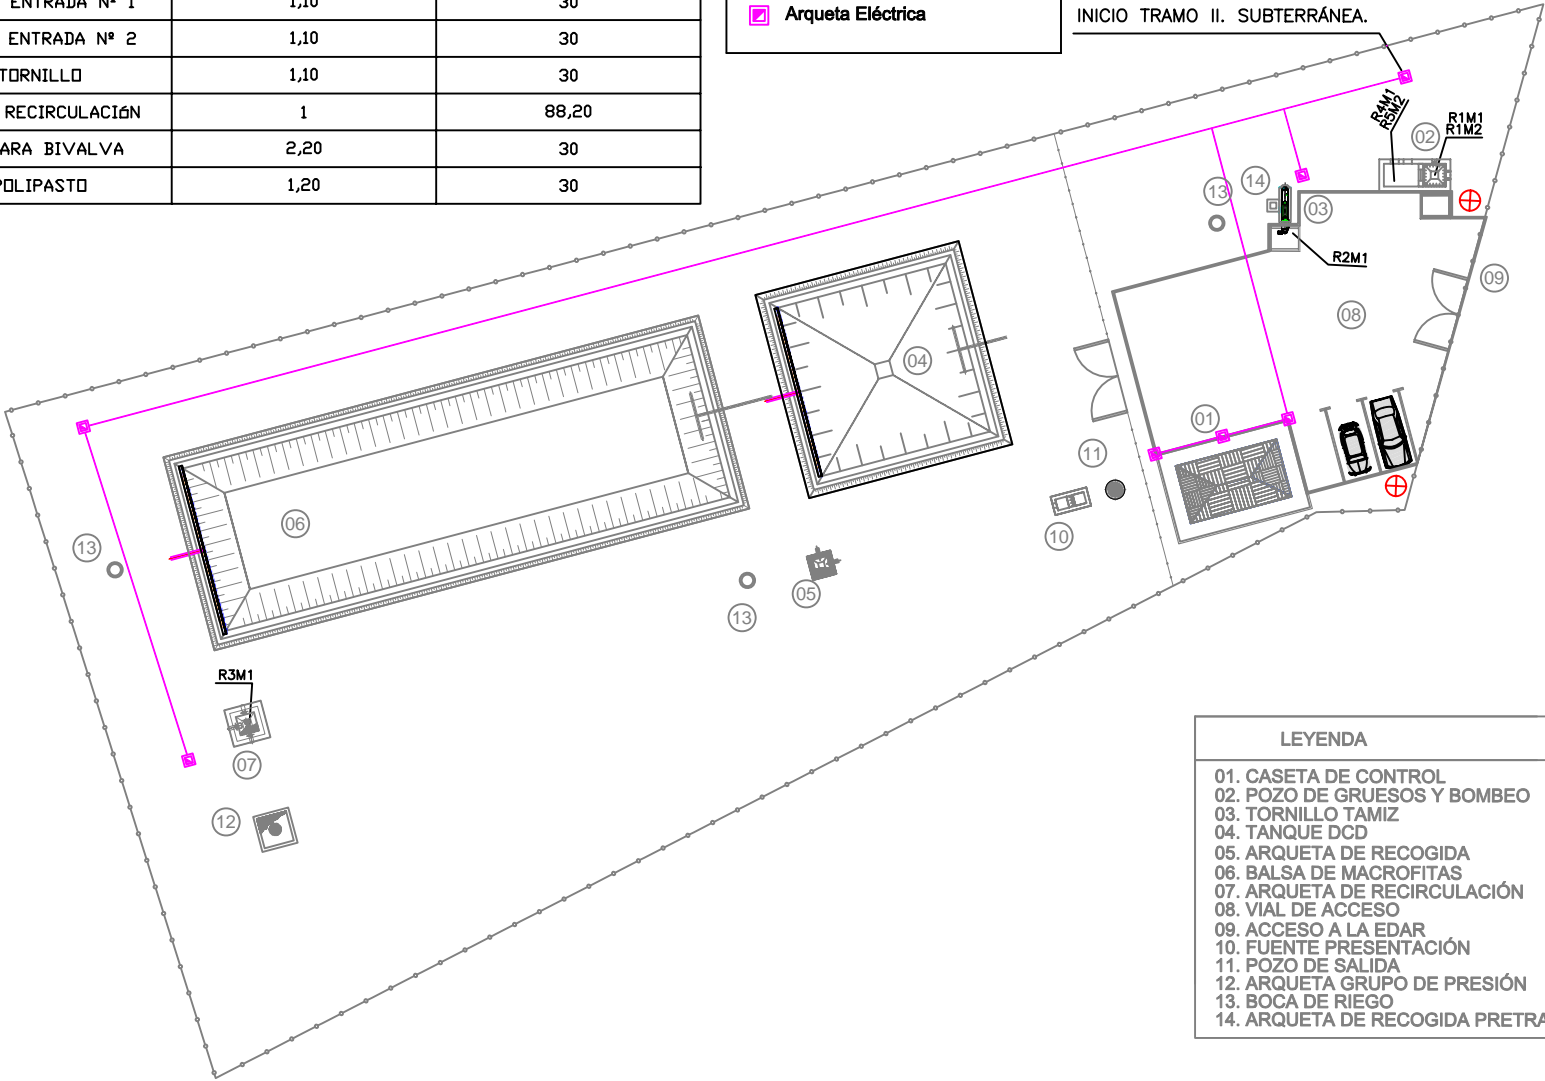 ENTRADA Nº 1 1,10 30
ENTRADA Nº 2 1,10 30
TORNILLO 1,10 30
RECIRCULACIÓN 1 88,20
ARA BIVALVA 2,20 30
POLIPASTO 1,20 30
Arqueta Eléctrica
INICIO TRAMO II. SUBTERRÁNEA.
R4M1
R5M2
02
R1M1
R1M2
14
13
03
R2M1
09
08
04
01
11
10
06
13
05
13
R3M1
07
12
LEYENDA
01. CASETA DE CONTROL
02. POZO DE GRUESOS Y BOMBEO
03. TORNILLO TAMIZ
04. TANQUE DCD
05. ARQUETA DE RECOGIDA
06. BALSA DE MACROFITAS
07. ARQUETA DE RECIRCULACIÓN
08. VIAL DE ACCESO
09. ACCESO A LA EDAR
10. FUENTE PRESENTACIÓN
11. POZO DE SALIDA
12. ARQUETA GRUPO DE PRESIÓN
13. BOCA DE RIEGO
14. ARQUETA DE RECOGIDA PRETRA